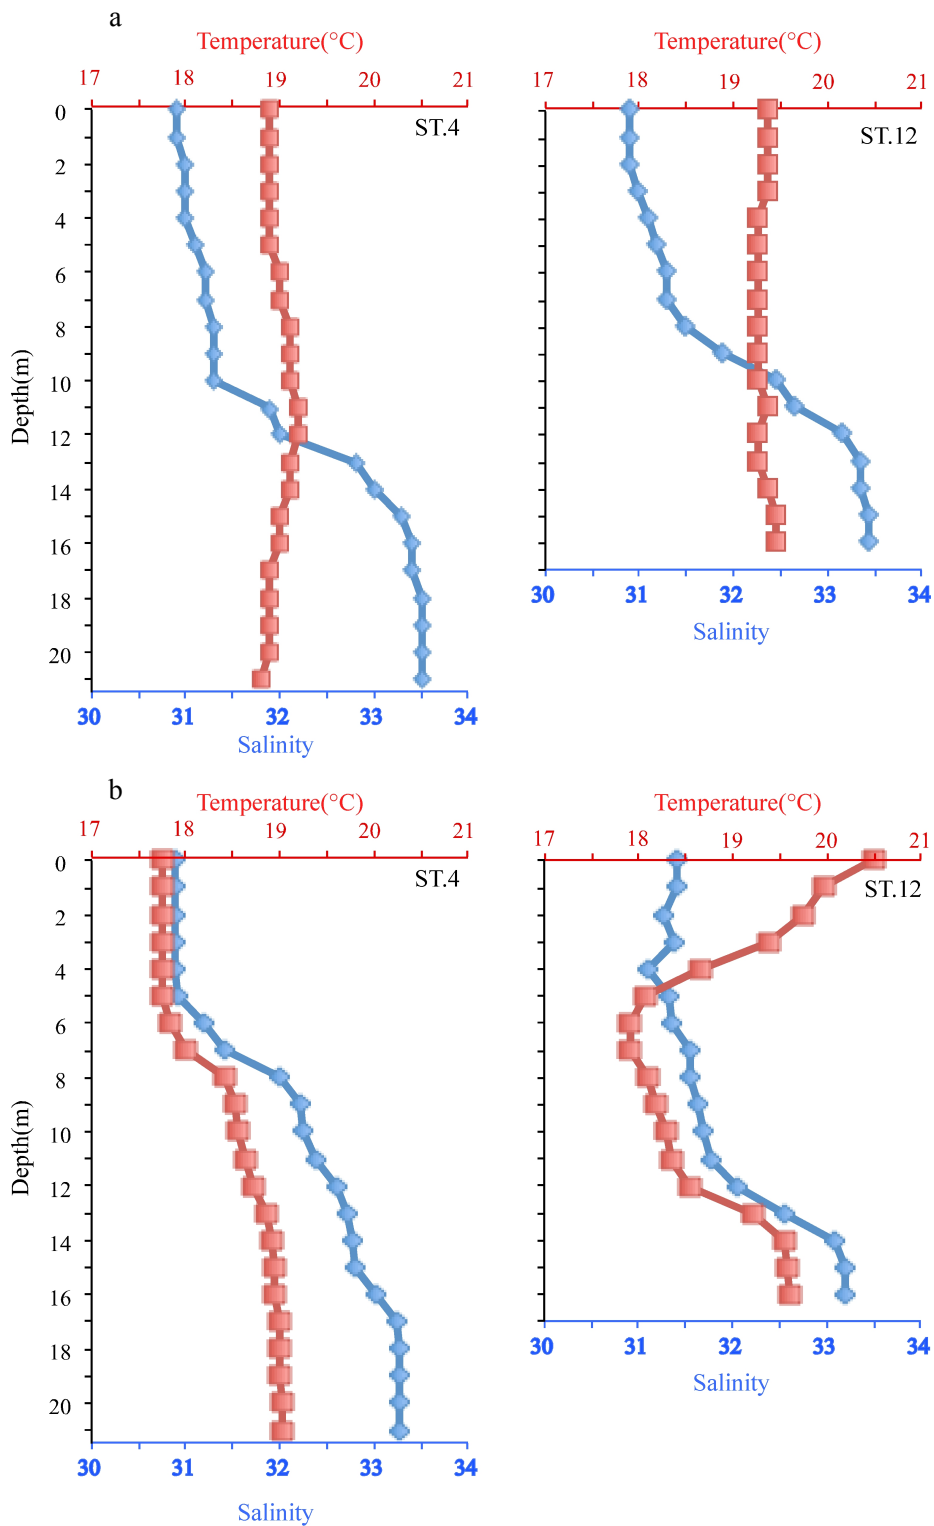 a
Temperature(°C)
17 18 19 20 21
ST.4
0
2
4
6
8
10
12
14
16
18
20
Depth(m)
30 31 32 33 34
Salinity
Temperature(°C)
17 18 19 20 21
ST.12
30 31 32 33 34
Salinity
b
Temperature(°C)
17 18 19 20 21
ST.4
0
2
4
6
8
10
12
14
16
18
20
Depth(m)
30 31 32 33 34
Salinity
Temperature(°C)
17 18 19 20 21
ST.12
30 31 32 33 34
Salinity